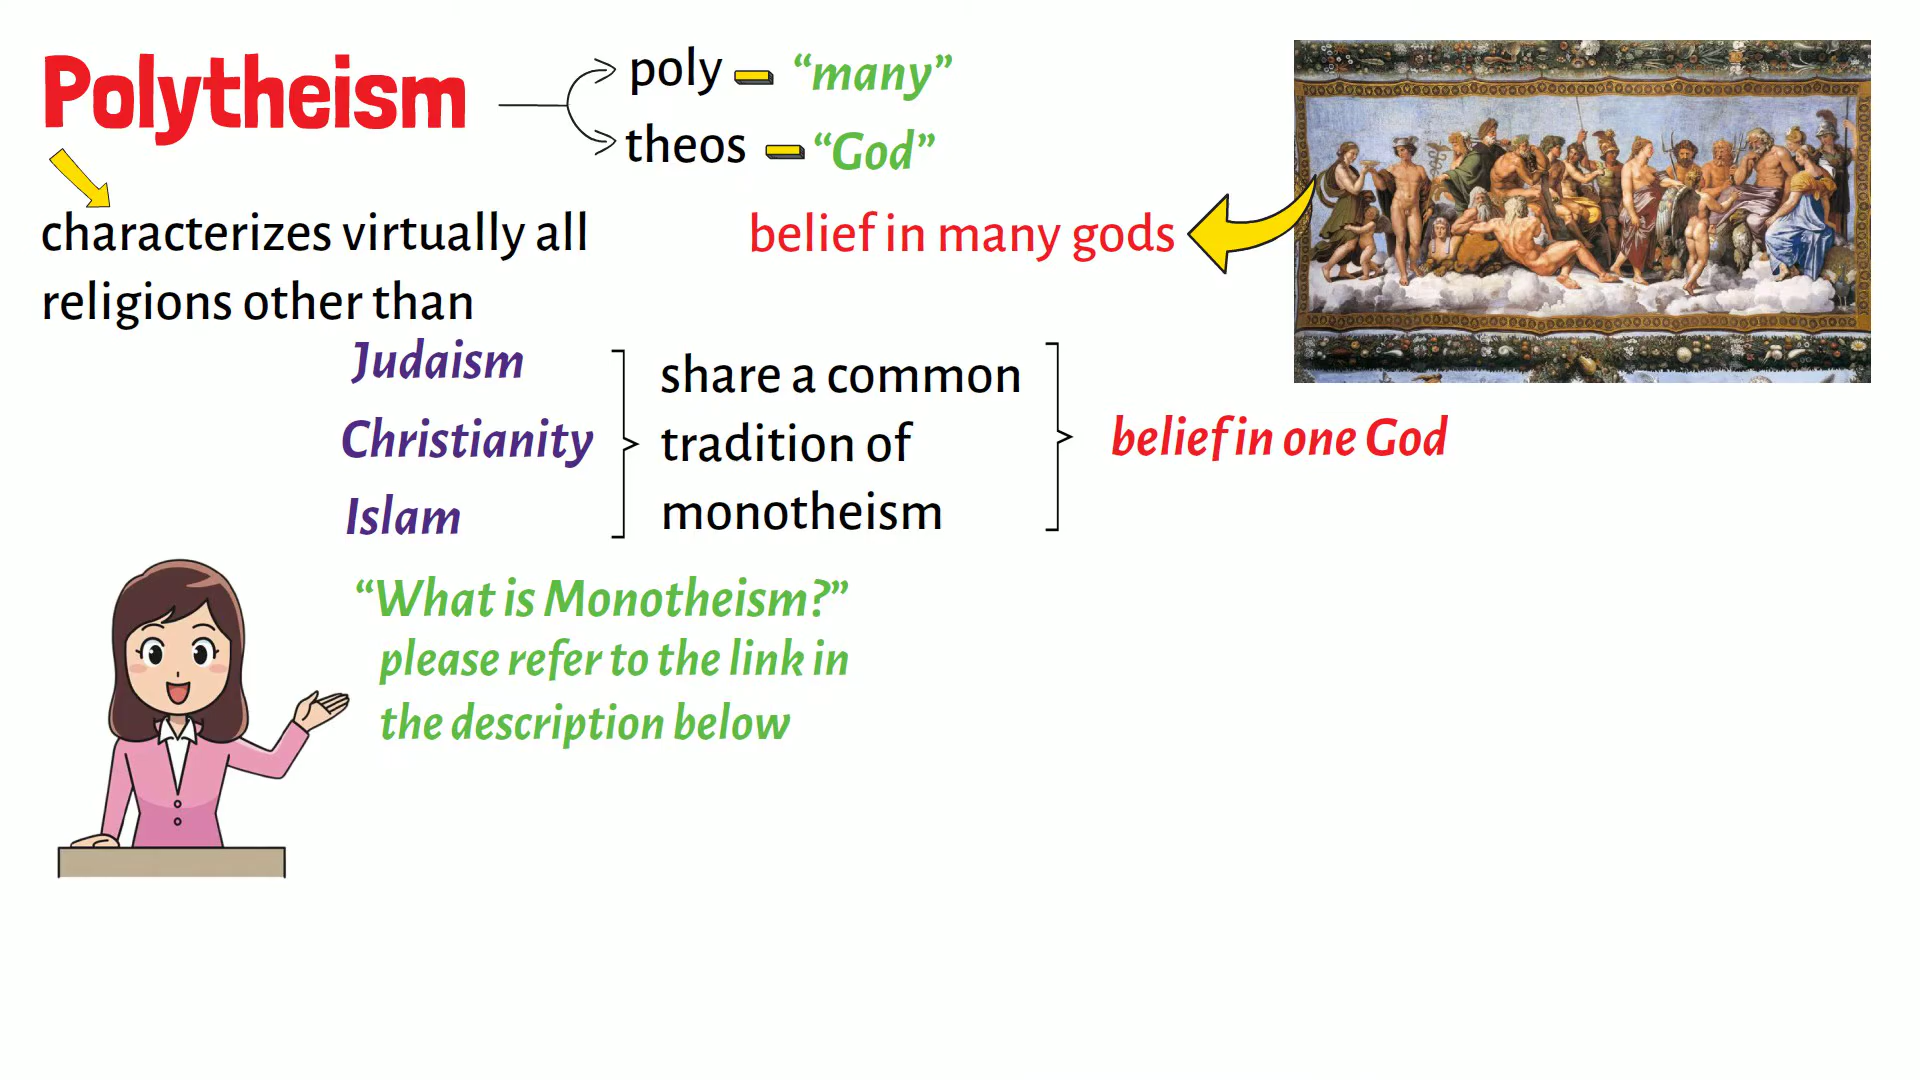 Polytheism
poly
“many”
theos
“God”
characterizes virtually all
religions other than
belief in many gods
Judaism
Christianity
Islam
share a common
tradition of
monotheism
belief in one God
“What is Monotheism?”
please refer to the link in
the description below